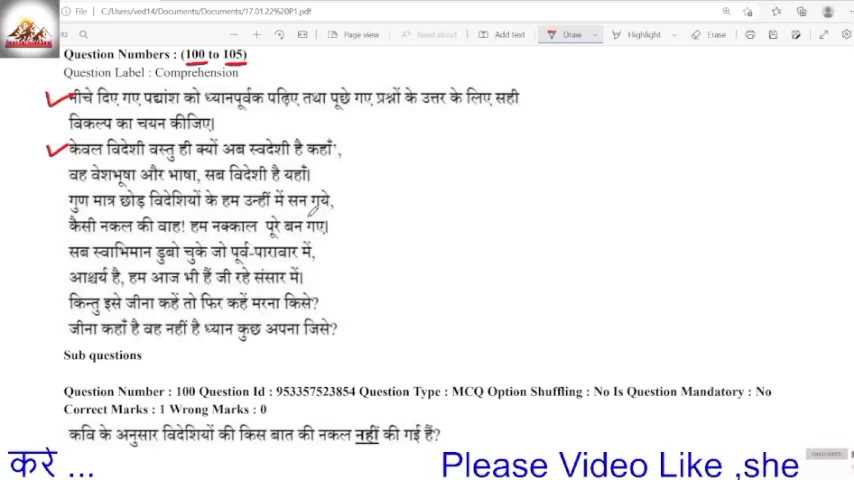 File C:/Users/ved14/Documents/Documents/17.01.22%20P1.pdf
Page view Read aloud Add text Draw Highlight Erase
Question Numbers : (100 to 105)
Question Label : Comprehension
नीचे दिए गए पद्यांश को ध्यानपूर्वक पढ़िए तथा पूछे गए प्रश्नों के उत्तर के लिए सही
विकल्प का चयन कीजिए।
केवल विदेशी वस्तु ही क्यों अब स्वदेशी है कहाँ',
वह वेशभूषा और भाषा, सब विदेशी है यहाँ।
गुण मात्र छोड़ विदेशियों के हम उन्हीं में सन गये,
कैसी नकल की वाह! हम नक्काल पूरे बन गए।
सब स्वाभिमान डुबो चुके जो पूर्व-पारावार में,
आश्चर्य है, हम आज भी हैं जी रहे संसार में।
किन्तु इसे जीना कहें तो फिर कहें मरना किसे?
जीना कहाँ है वह नहीं है ध्यान कुछ अपना जिसे?
Sub questions
Question Number : 100 Question Id : 953357523854 Question Type : MCQ Option Shuffling : No Is Question Mandatory : No
Correct Marks : 1 Wrong Marks : 0
कवि के अनुसार विदेशियों की किस बात की नकल नहीं की गई हैं?
करे ... Please Video Like ,she